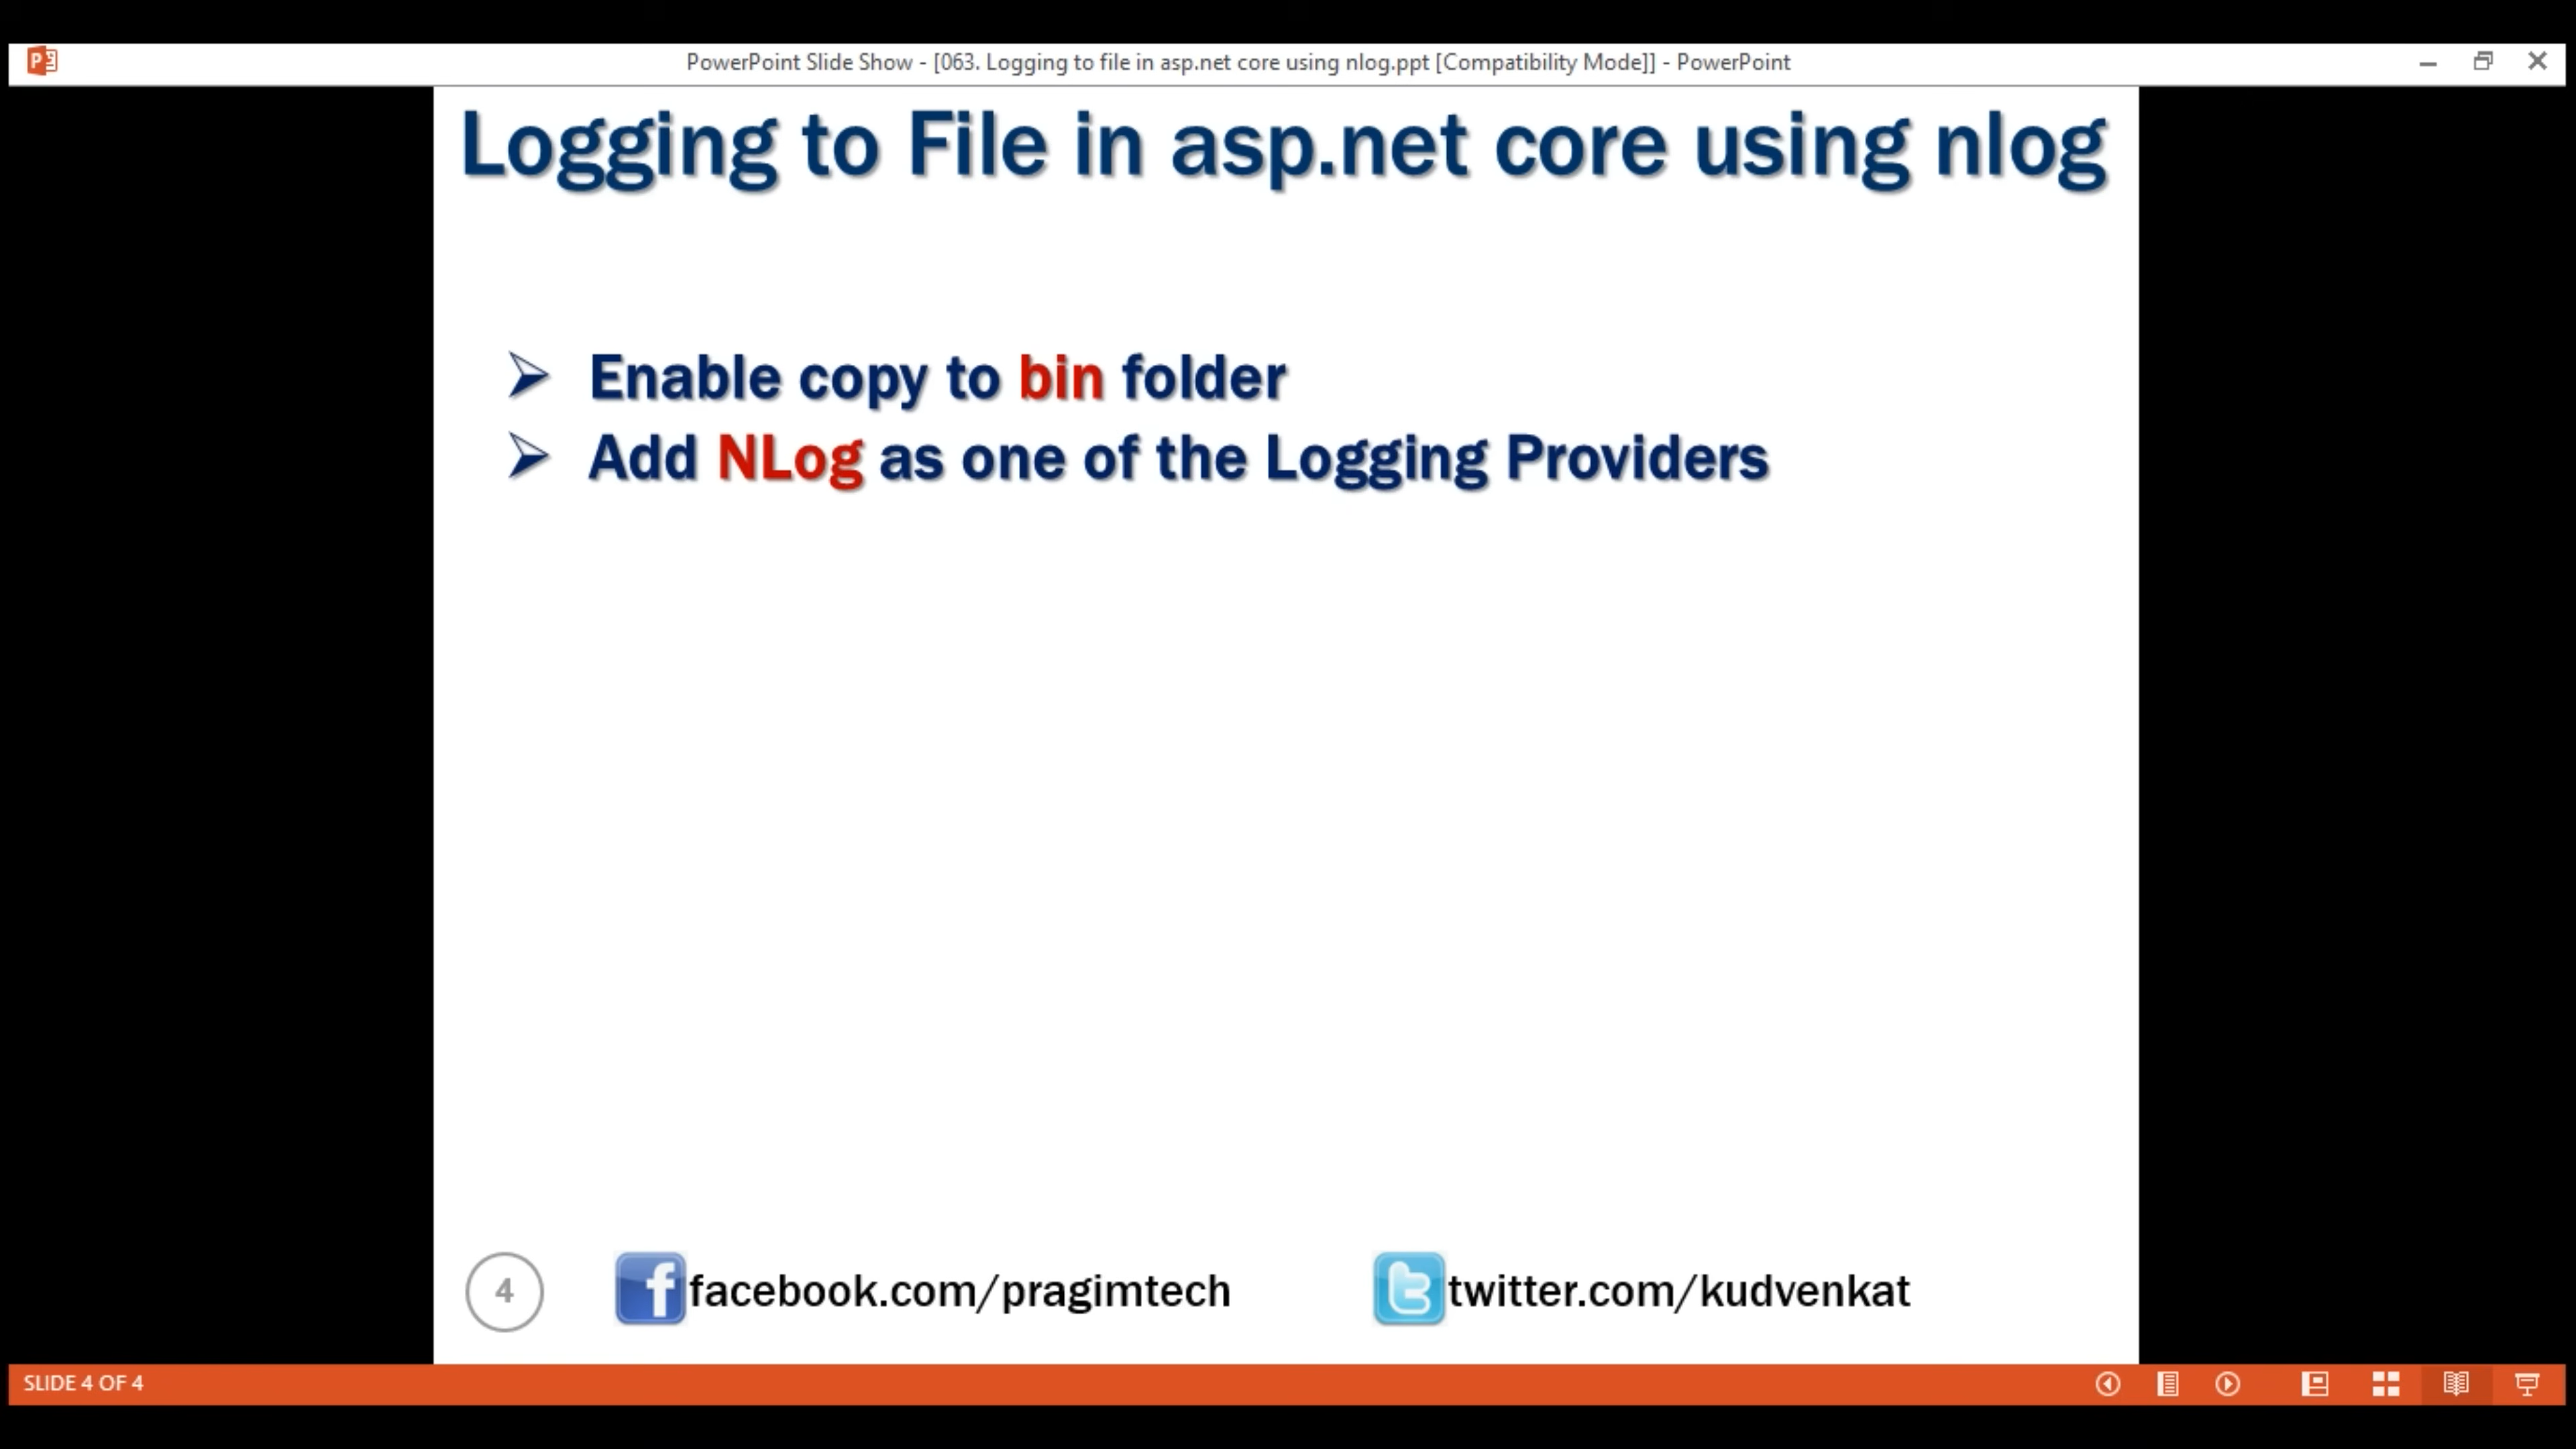 PowerPoint Slide Show - [063. Logging to file in asp.net core using nlog.ppt [Compatibility Mode]] - PowerPoint
Logging to File in asp.net core using nlog
Enable copy to bin folder
Add NLog as one of the Logging Providers
4 facebook.com/pragimtech twitter.com/kudvenkat
SLIDE 4 OF 4